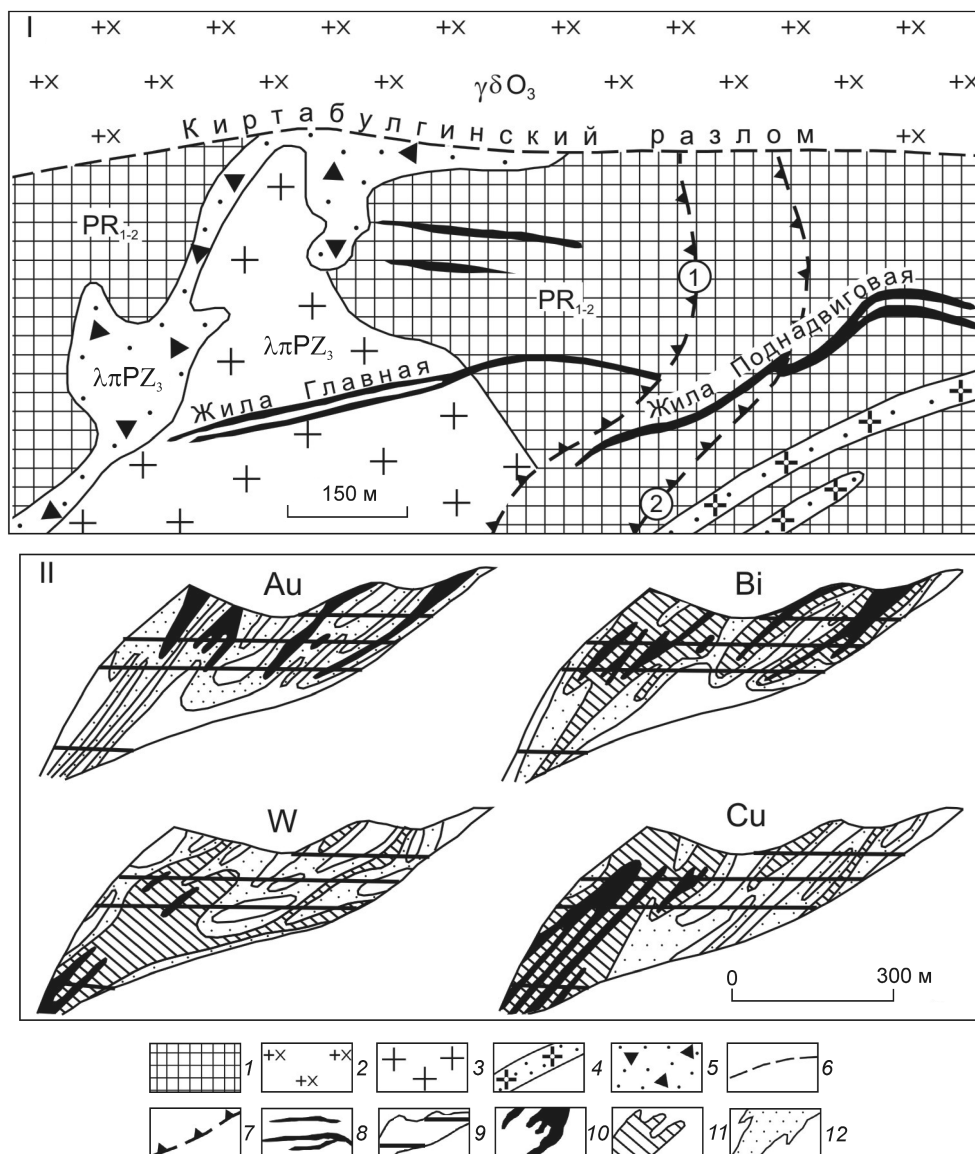 I
+x +x +x +x +x
+x +x +x +x +x +x +x
γδO₃
+x +x
Киртабулгинский разлом
PR₁₋₂
1
PR₁₋₂
λπPZ₃
λπPZ₃
Жила Главная
Жила Поднадвиговая
150 м
2
II
Au
Bi
W
Cu
0 300 м
+x +x +x
1 2 3 4 5 6
7 8 9 10 11 12